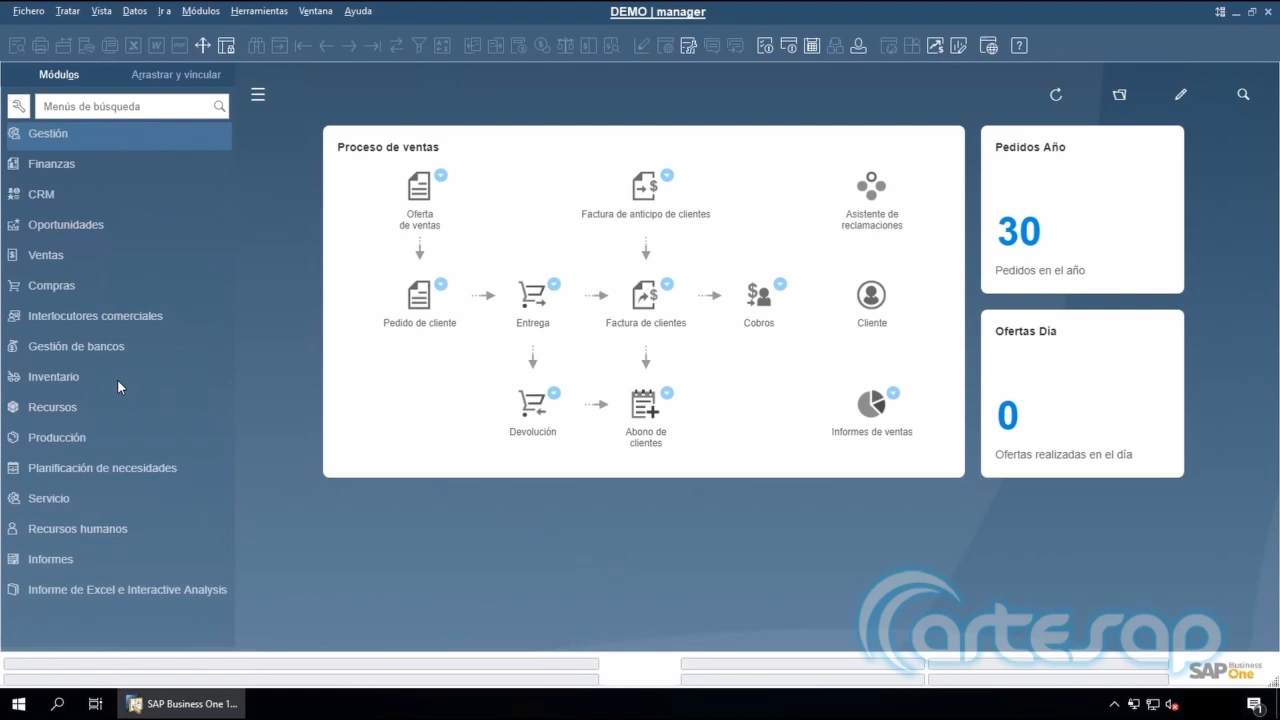 Fichero Tratar Vista Datos Ir a Módulos Herramientas Ventana Ayuda
DEMO | manager
Módulos
Arrastrar y vincular
Menús de búsqueda
Gestión
Finanzas
CRM
Oportunidades
Ventas
Compras
Interlocutores comerciales
Gestión de bancos
Inventario
Recursos
Producción
Planificación de necesidades
Servicio
Recursos humanos
Informes
Informe de Excel e Interactive Analysis
Proceso de ventas
Oferta
de ventas
Factura de anticipo de clientes
Asistente de
reclamaciones
Pedido de cliente
Entrega
Factura de clientes
Cobros
Cliente
Devolución
Abono de
clientes
Informes de ventas
Pedidos Año
30
Pedidos en el año
Ofertas Dia
0
Ofertas realizadas en el día
artesap
SAP Business
One
SAP Business One 1...